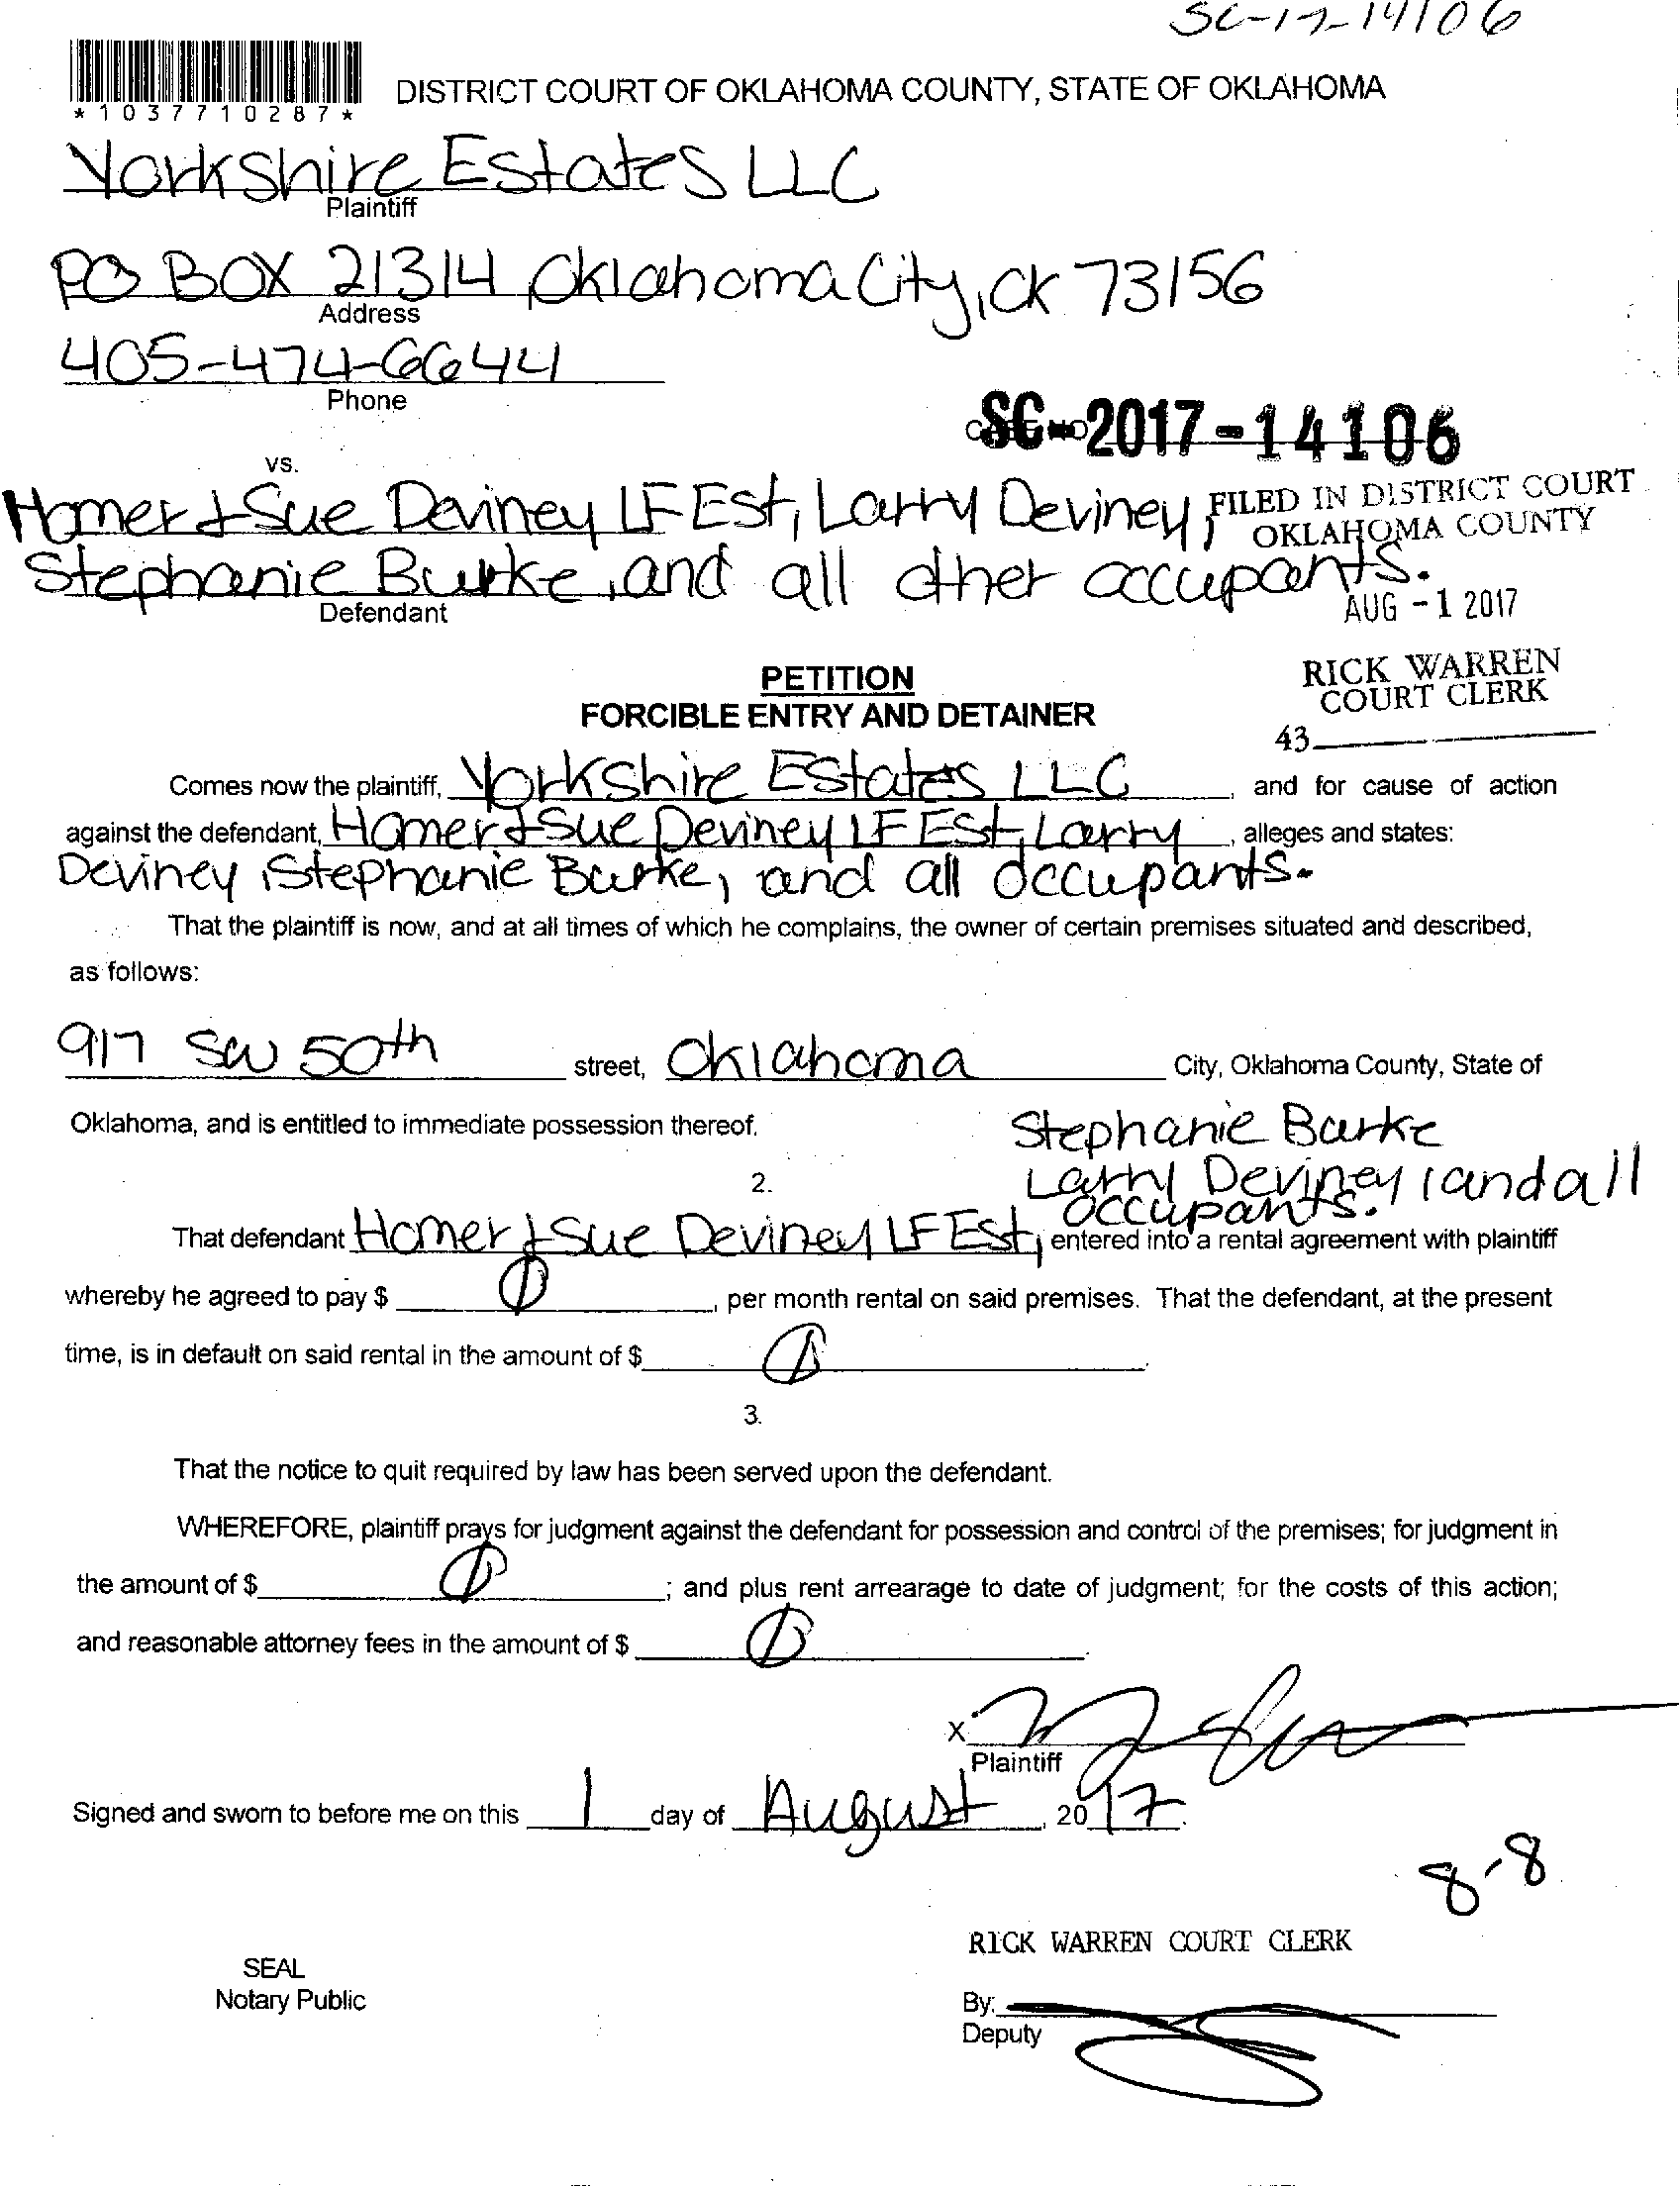 SC-17-14106
*1037710287*
DISTRICT COURT OF OKLAHOMA COUNTY, STATE OF OKLAHOMA
Yorkshire Estates LLC
Plaintiff
PO BOX 21314 Oklahoma City, OK 73156
Address
405-474-6644
Phone
SC-2017-14106
vs.
Homer & Sue Deviney LF Est, Larry Deviney,
FILED IN DISTRICT COURT
OKLAHOMA COUNTY
Stephanie Burke, and all other occupants.
Defendant
AUG -1 2017
PETITION
FORCIBLE ENTRY AND DETAINER
RICK WARREN
COURT CLERK
43
Comes now the plaintiff, Yorkshire Estates LLC, and for cause of action
against the defendant, Homer & Sue Deviney LF Est, Larry, alleges and states:
Deviney, Stephanie Burke, and all occupants.
That the plaintiff is now, and at all times of which he complains, the owner of certain premises situated and described,
as follows:
917 SW 50th street, Oklahoma City, Oklahoma County, State of
Oklahoma, and is entitled to immediate possession thereof.
Stephanie Burke
2.
Larry Deviney, and all
occupants.
That defendant Homer & Sue Deviney LF Est, entered into a rental agreement with plaintiff
whereby he agreed to pay $ , per month rental on said premises. That the defendant, at the present
time, is in default on said rental in the amount of $ .
3.
That the notice to quit required by law has been served upon the defendant.
WHEREFORE, plaintiff prays for judgment against the defendant for possession and control of the premises; for judgment in
the amount of $ ; and plus rent arrearage to date of judgment; for the costs of this action;
and reasonable attorney fees in the amount of $ .
X
Plaintiff
Signed and sworn to before me on this 1 day of August, 2017.
8-8
RICK WARREN COURT CLERK
SEAL
Notary Public
By:
Deputy